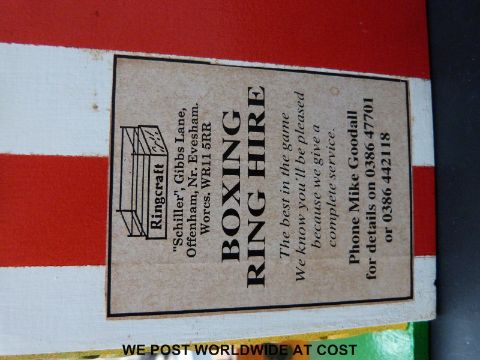 Ringcraft
"Schiller", Gibbs Lane,
Offenham, Nr. Evesham.
Worcs. WR11 5RR
BOXING
RING HIRE
The best in the game
We know you'll be pleased
because we give a
complete service.
Phone Mike Goodall
for details on 0386 47701
or 0386 442118
WE POST WORLDWIDE AT COST